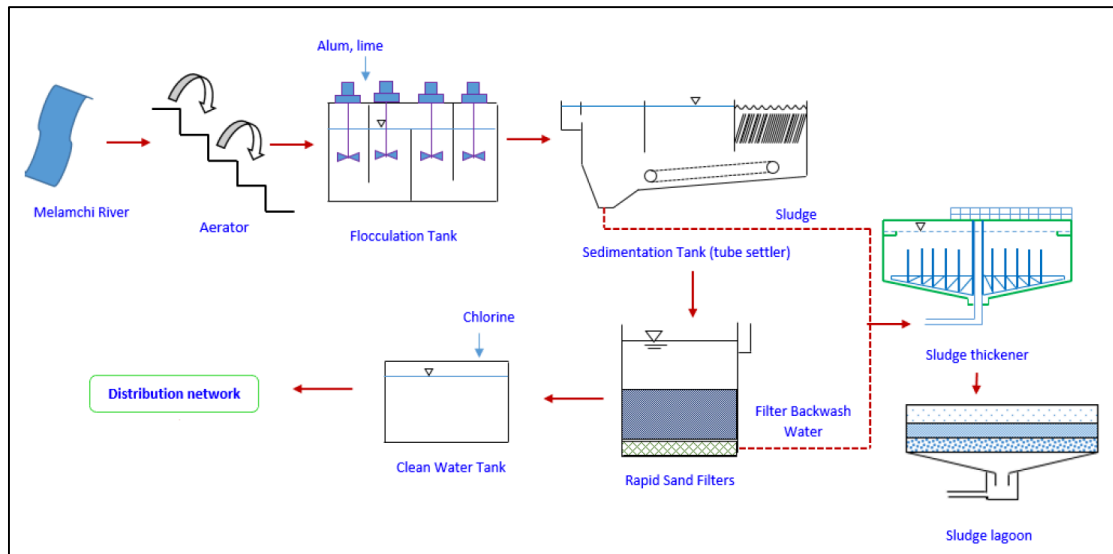 Alum, lime
Melamchi River
Aerator
Flocculation Tank
Sludge
Sedimentation Tank (tube settler)
Sludge thickener
Chlorine
Distribution network
Clean Water Tank
Filter Backwash
Water
Rapid Sand Filters
Sludge lagoon